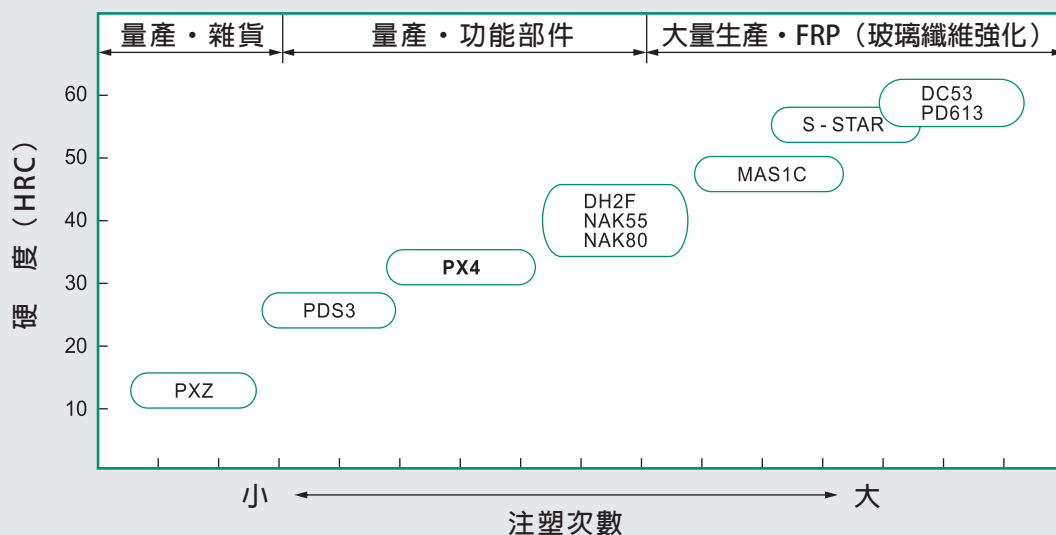 量產・雜貨
量產・功能部件
大量生產・FRP（玻璃纖維強化）
硬 度（HRC）
60
50
40
30
20
10
DC53
PD613
S - STAR
MAS1C
DH2F
NAK55
NAK80
PX4
PDS3
PXZ
小
大
注塑次數